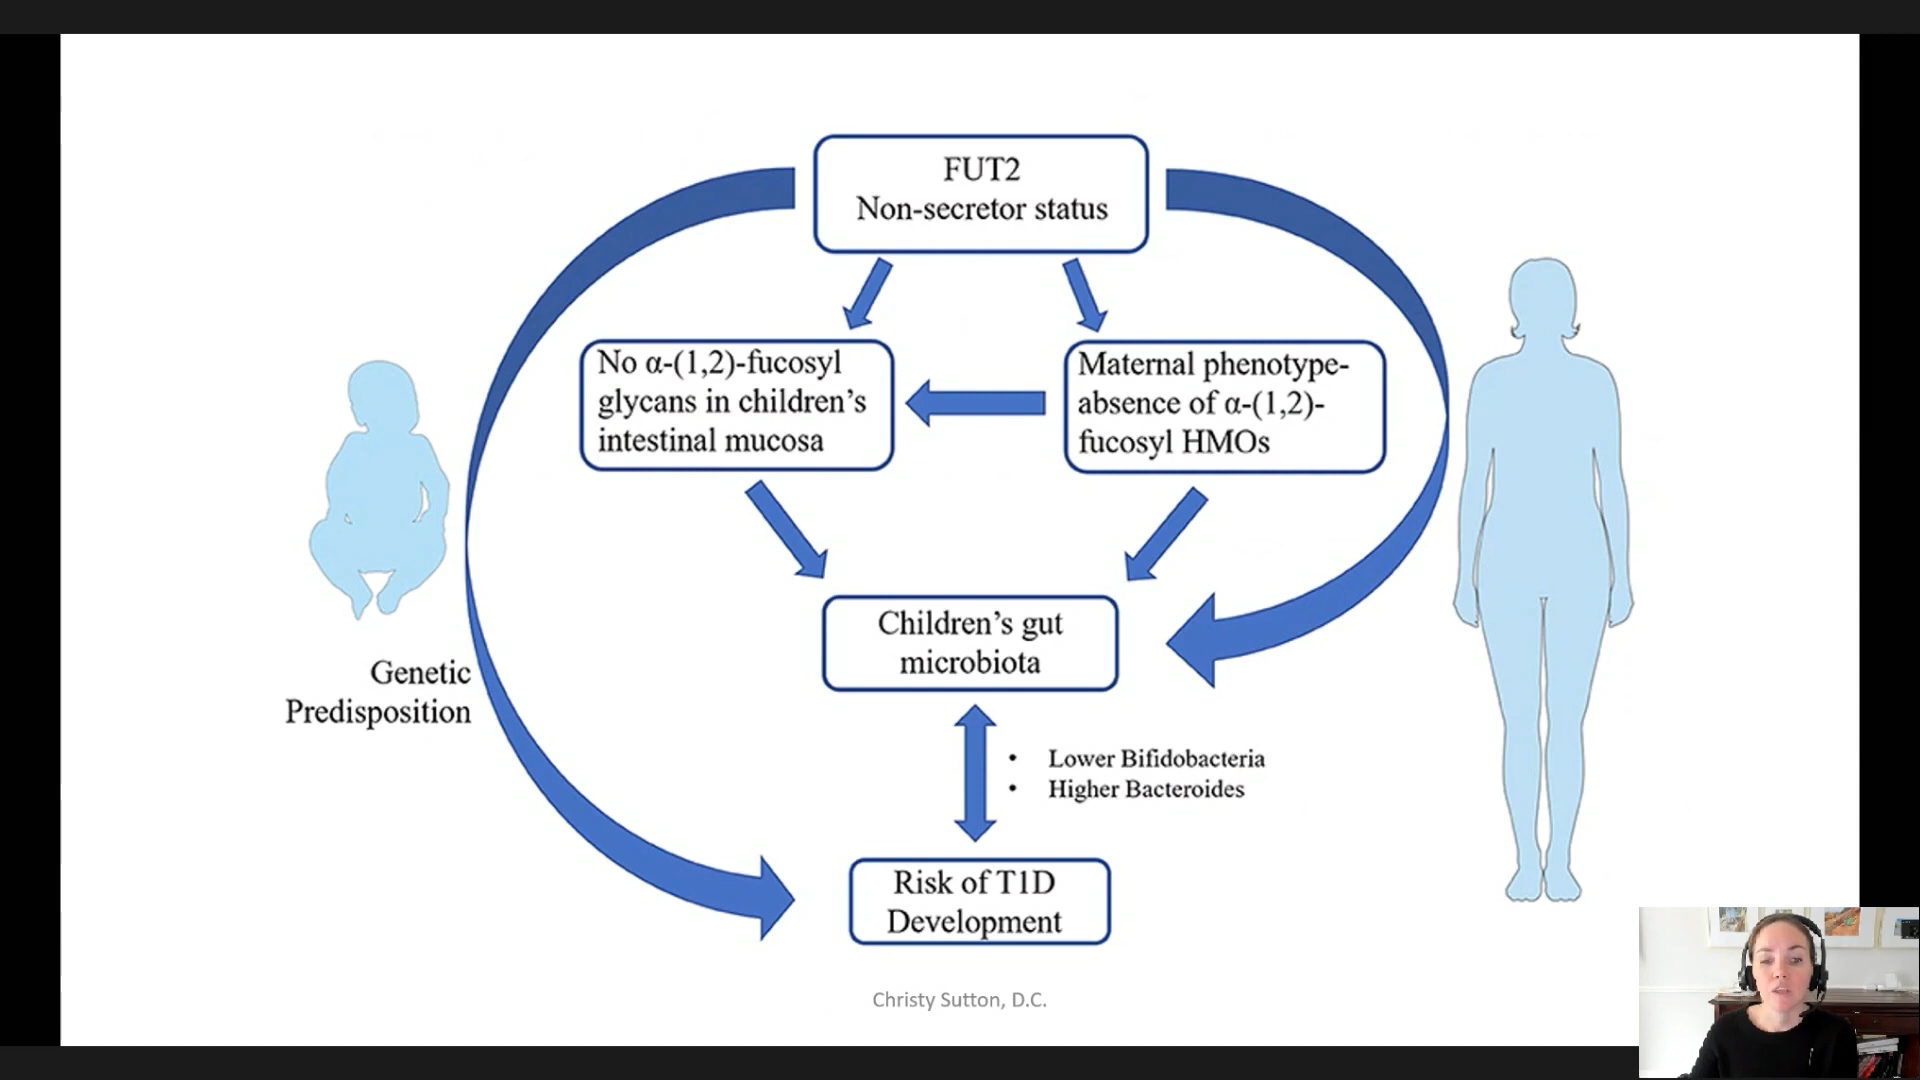 FUT2
Non-secretor status
No α-(1,2)-fucosyl
glycans in children’s
intestinal mucosa
Maternal phenotype-
absence of α-(1,2)-
fucosyl HMOs
Children’s gut
microbiota
Genetic
Predisposition
• Lower Bifidobacteria
• Higher Bacteroides
Risk of T1D
Development
Christy Sutton, D.C.